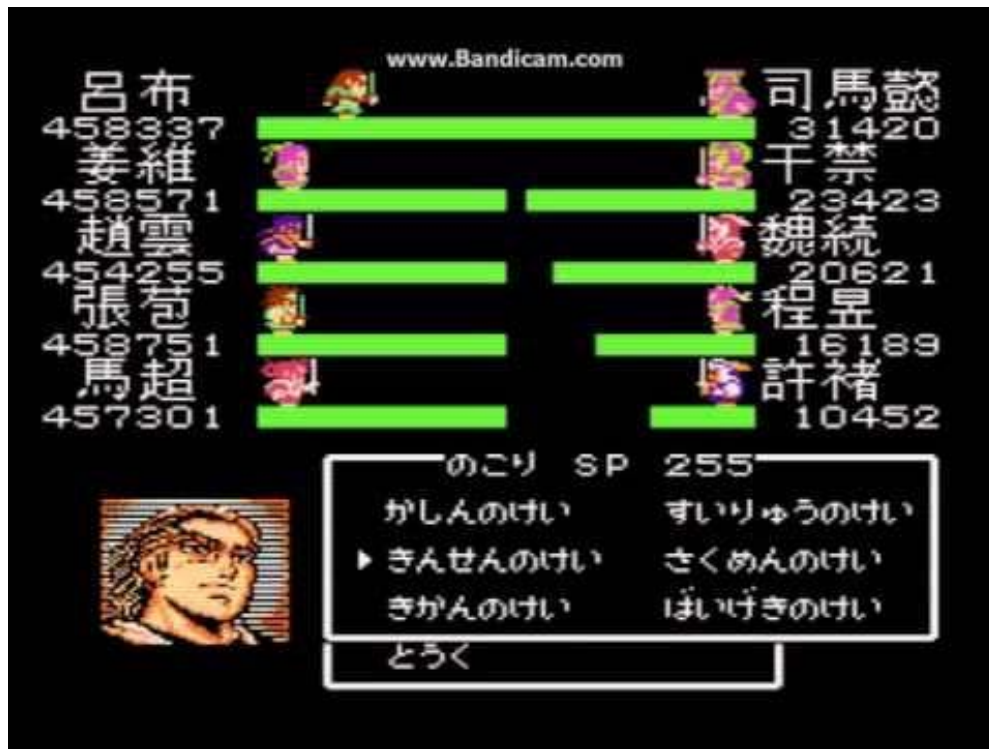 www.Bandicam.com
呂布 司馬懿
458337 31420
姜維 于禁
458571 23423
趙雲 魏続
454255 20621
張苞 程昱
458751 16189
馬超 許褚
457301 10452
のこり SP 255
かしんのけい すいりゅうのけい
▶きんせんのけい さくめんのけい
きかんのけい ばいげきのけい
とうく